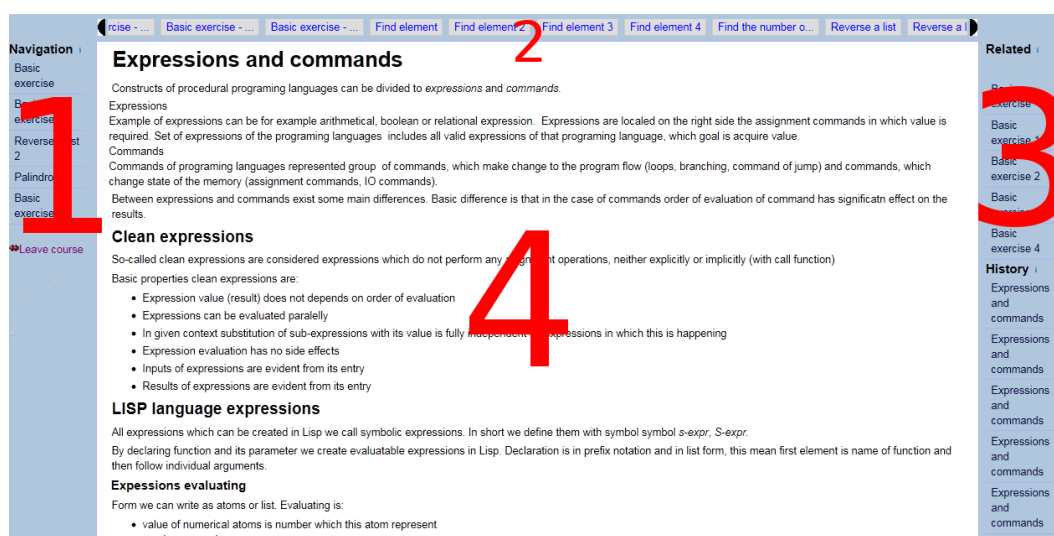 rcise - ... Basic exercise - ... Basic exercise - ... Find element Find element 2 Find element 3 Find element 4 Find the number o... Reverse a list Reverse a l
2
Navigation
Basic
exercise
exercise
Reverse
2
Palindro
Basic
exercise
Leave course
1
Expressions and commands
Constructs of procedural programing languages can be divided to expressions and commands.
Expressions
Example of expressions can be for example arithmetical, boolean or relational expression. Expressions are localed on the right side the assignment commands in which value is
required. Set of expressions of the programing languages includes all valid expressions of that programing language, which goal is acquire value.
Commands
Commands of programing languages represented group of commands, which make change to the program flow (loops, branching, command of jump) and commands, which
change state of the memory (assignment commands, IO commands).
Between expressions and commands exist some main differences. Basic difference is that in the case of commands order of evaluation of command has significatn effect on the
results.
Clean expressions
So-called clean expressions are considered expressions which do not perform any operations, neither explicitly or implicitly (with call function)
Basic properties clean expressions are:
• Expression value (result) does not depends on order of evaluation
• Expressions can be evaluated paralelly
• In given context substitution of sub-expressions with its value is fully independent expressions in which this is happening
• Expression evaluation has no side effects
• Inputs of expressions are evident from its entry
• Results of expressions are evident from its entry
4
LISP language expressions
All expressions which can be created in Lisp we call symbolic expressions. In short we define them with symbol symbol s-expr, S-expr.
By declaring function and its parameter we create evaluatable expressions in Lisp. Declaration is in prefix notation and in list form, this mean first element is name of function and
then follow individual arguments.
Expessions evaluating
Form we can write as atoms or list. Evaluating is:
• value of numerical atoms is number which this atom represent
Related
Basic
exercise
Basic
exercise 1
Basic
exercise 2
Basic
Basic
exercise 4
3
History
Expressions
and
commands
Expressions
and
commands
Expressions
and
commands
Expressions
and
commands
Expressions
and
commands